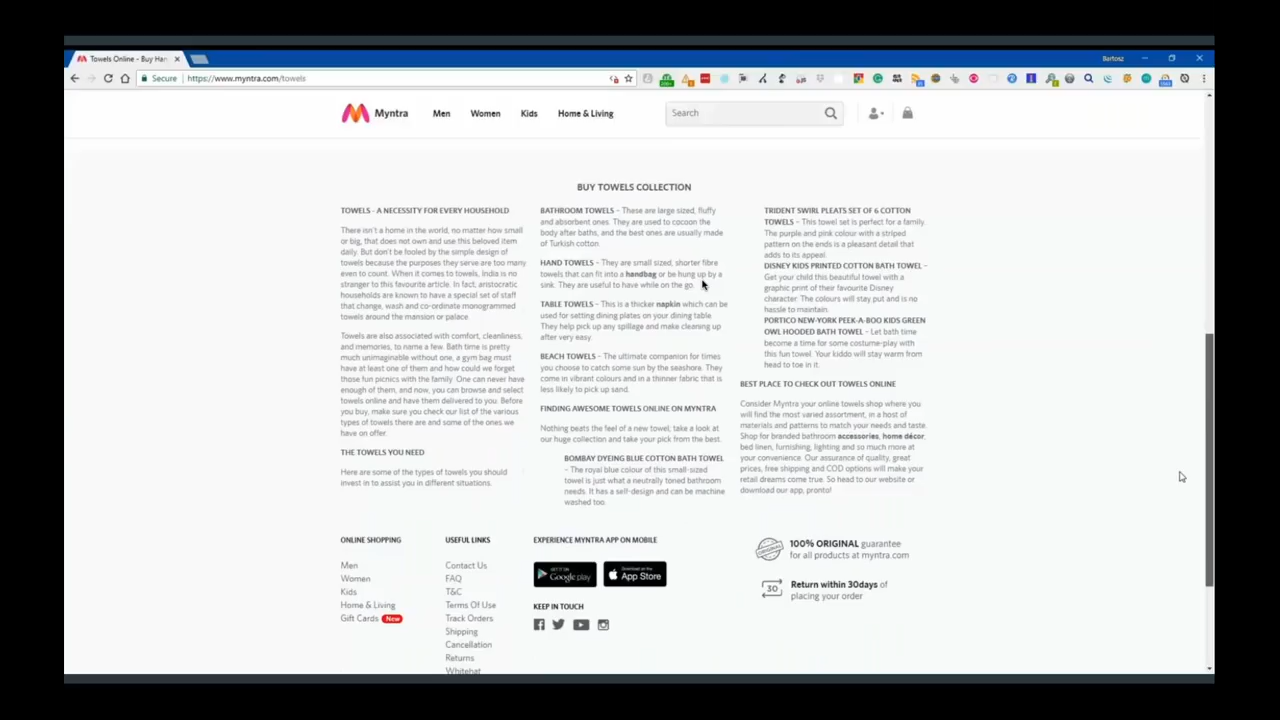 Towels Online - Buy Han
Bartosz
Secure
https://www.myntra.com/towels
Myntra
Men
Women
Kids
Home & Living
Search
BUY TOWELS COLLECTION
TOWELS - A NECESSITY FOR EVERY HOUSEHOLD
There isn't a home in the world, no matter how small
or big, that does not own and use this beloved item
daily. But don't be fooled by the simple design of
towels because the purposes they serve are too many
even to count. When it comes to towels, India is no
stranger to this favourite article. In fact, aristocratic
households are known to have a special set of staff
that change, wash and co-ordinate monogrammed
towels around the mansion or palace.
Towels are also associated with comfort, cleanliness,
and memories, to name a few. Bath time is pretty
much unimaginable without one, a gym bag must
have at least one of them and how could we forget
those fun picnics with the family. One can never have
enough of them, and now, you can browse and select
towels online and have them delivered to you. Before
you buy, make sure you check our list of the various
types of towels there are and some of the ones we
have on offer.
THE TOWELS YOU NEED
Here are some of the types of towels you should
invest in to assist you in different situations.
BATHROOM TOWELS – These are large sized, fluffy
and absorbent ones. They are used to cocoon the
body after baths, and the best ones are usually made
of Turkish cotton.
HAND TOWELS – They are small sized, shorter fibre
towels that can fit into a handbag or be hung up by a
sink. They are useful to have while on the go.
TABLE TOWELS – This is a thicker napkin which can be
used for setting dining plates on your dining table.
They help pick up any spillage and make cleaning up
after very easy.
BEACH TOWELS – The ultimate companion for times
you choose to catch some sun by the seashore. They
come in vibrant colours and in a thinner fabric that is
less likely to pick up sand.
FINDING AWESOME TOWELS ONLINE ON MYNTRA
Nothing beats the feel of a new towel; take a look at
our huge collection and take your pick from the best.
BOMBAY DYEING BLUE COTTON BATH TOWEL
– The royal blue colour of this small-sized
towel is just what a neutrally toned bathroom
needs. It has a self-design and can be machine
washed too.
TRIDENT SWIRL PLEATS SET OF 6 COTTON
TOWELS – This towel set is perfect for a family.
The purple and pink colour with a striped
pattern on the ends is a pleasant detail that
adds to its appeal.
DISNEY KIDS PRINTED COTTON BATH TOWEL –
Get your child this beautiful towel with a
graphic print of their favourite Disney
character. The colours will stay put and is no
hassle to maintain.
PORTICO NEW-YORK PEEK-A-BOO KIDS GREEN
OWL HOODED BATH TOWEL – Let bath time
become a time for some costume-play with
this fun towel. Your kiddo will stay warm from
head to toe in it.
BEST PLACE TO CHECK OUT TOWELS ONLINE
Consider Myntra your online towels shop where you
will find the most varied assortment, in a host of
materials and patterns to match your needs and taste.
Shop for branded bathroom accessories, home décor,
bed linen, furnishing, lighting and so much more at
your convenience. Our assurance of quality, great
prices, free shipping and COD options will make your
retail dreams come true. So head to our website or
download our app, pronto!
ONLINE SHOPPING
Men
Women
Kids
Home & Living
Gift Cards New
USEFUL LINKS
Contact Us
FAQ
T&C
Terms Of Use
Track Orders
Shipping
Cancellation
Returns
Whitehat
EXPERIENCE MYNTRA APP ON MOBILE
GET IT ON
Google play
Download on the
App Store
KEEP IN TOUCH
ORIGINAL
100% ORIGINAL guarantee
for all products at myntra.com
30
Return within 30days of
placing your order